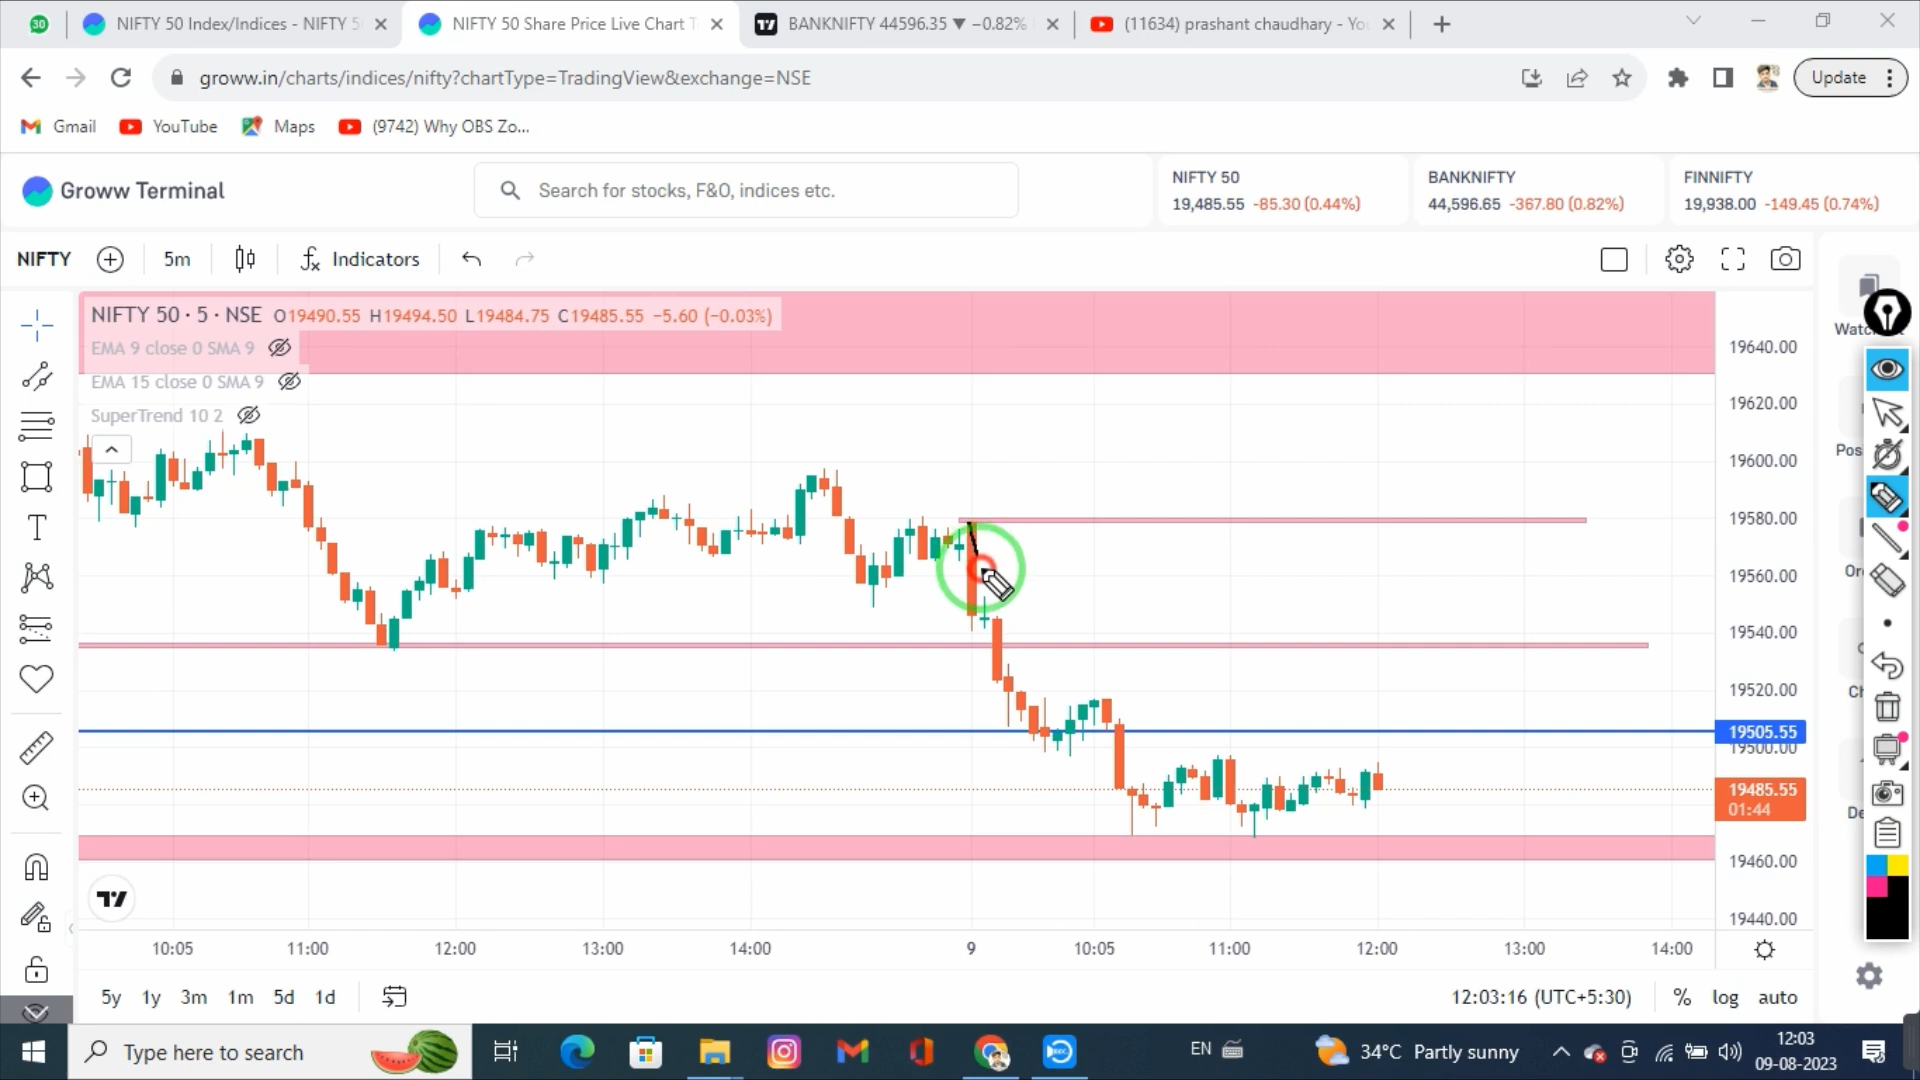 30
NIFTY 50 Index/Indices - NIFTY 5
NIFTY 50 Share Price Live Chart T
BANKNIFTY 44596.35 ▼ −0.82%
(11634) prashant chaudhary - Yo
groww.in/charts/indices/nifty?chartType=TradingView&exchange=NSE
Update
Gmail
YouTube
Maps
(9742) Why OBS Zo...
Groww Terminal
Search for stocks, F&O, indices etc.
NIFTY 50
19,485.55 -85.30 (0.44%)
BANKNIFTY
44,596.65 -367.80 (0.82%)
FINNIFTY
19,938.00 -149.45 (0.74%)
NIFTY
5m
Indicators
NIFTY 50 · 5 · NSE O19490.55 H19494.50 L19484.75 C19485.55 −5.60 (−0.03%)
EMA 9 close 0 SMA 9
EMA 15 close 0 SMA 9
SuperTrend 10 2
19640.00
19620.00
19600.00
19580.00
19560.00
19540.00
19520.00
19505.55
19500.00
19485.55
01:44
19460.00
19440.00
Watc
Pos
Or
Ch
De
10:05 11:00 12:00 13:00 14:00 9 10:05 11:00 12:00 13:00 14:00
5y 1y 3m 1m 5d 1d
12:03:16 (UTC+5:30) % log auto
Type here to search
EN
34°C Partly sunny
12:03
09-08-2023